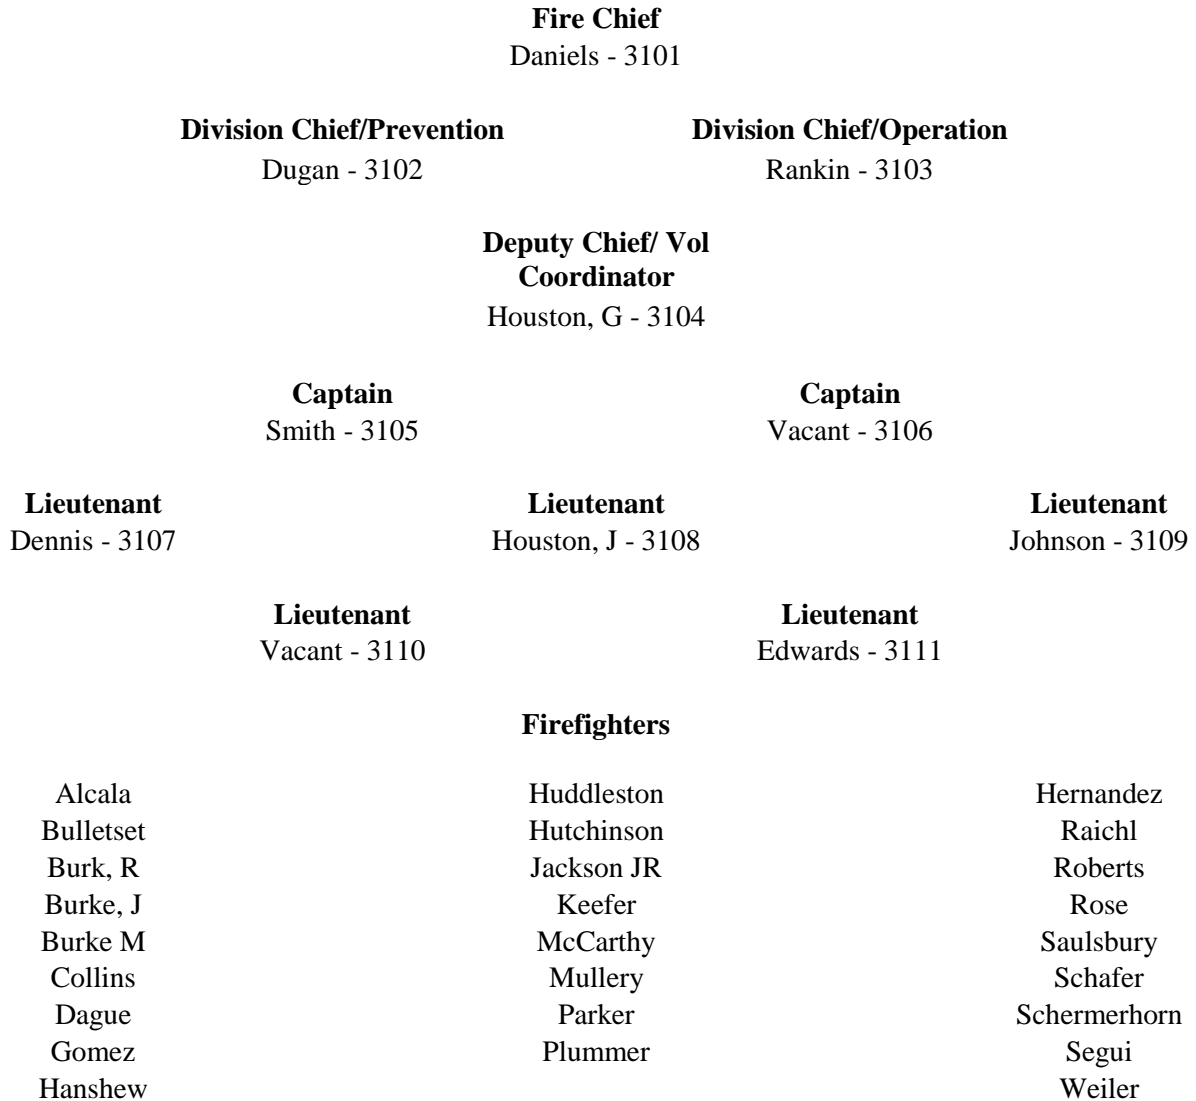 Fire Chief
Daniels - 3101
Division Chief/Prevention Division Chief/Operation
Dugan - 3102 Rankin - 3103
Deputy Chief/ Vol
Coordinator
Houston, G - 3104
Captain Captain
Smith - 3105 Vacant - 3106
Lieutenant Lieutenant Lieutenant
Dennis - 3107 Houston, J - 3108 Johnson - 3109
Lieutenant Lieutenant
Vacant - 3110 Edwards - 3111
Firefighters
Alcala Huddleston Hernandez
Bulletset Hutchinson Raichl
Burk, R Jackson JR Roberts
Burke, J Keefer Rose
Burke M McCarthy Saulsbury
Collins Mullery Schafer
Dague Parker Schermerhorn
Gomez Plummer Segui
Hanshew Weiler